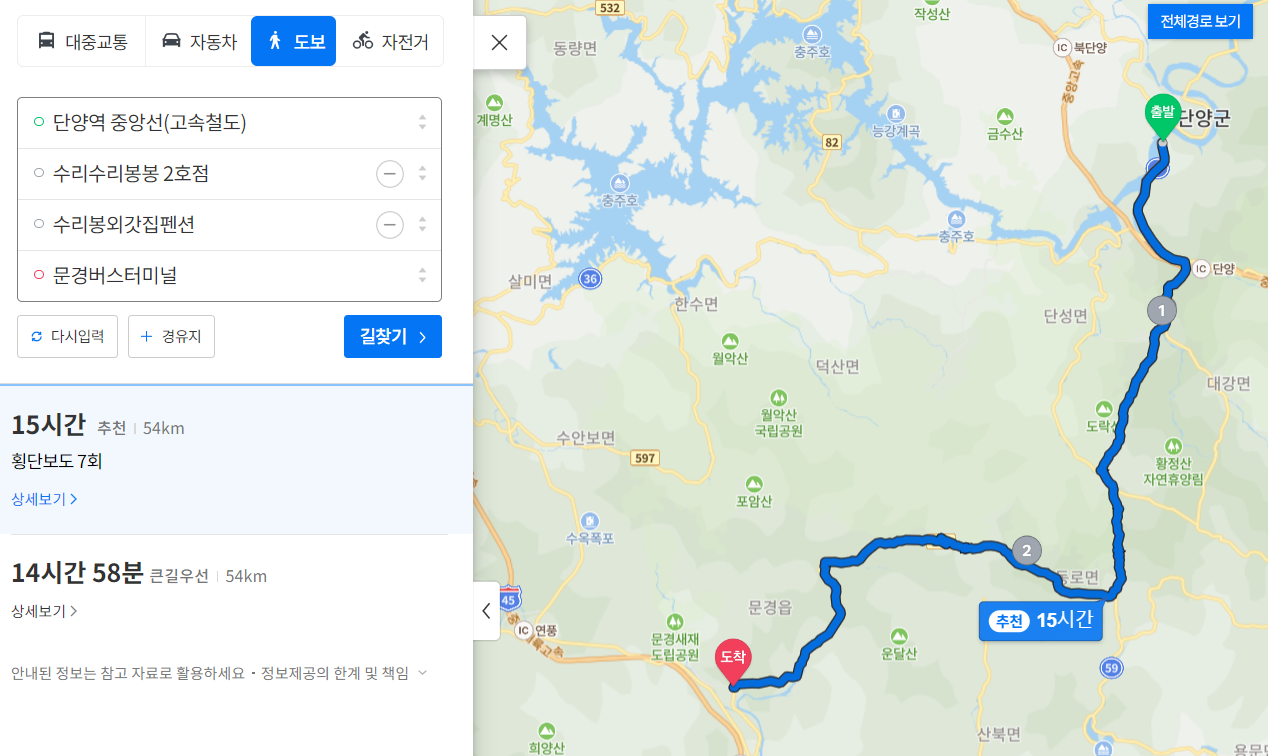 대중교통
자동차
도보
자전거
단양역 중앙선(고속철도)
수리수리봉봉 2호점
수리봉외갓집펜션
문경버스터미널
다시입력
경유지
길찾기
15시간 추천 54km
횡단보도 7회
상세보기
14시간 58분 큰길우선 54km
상세보기
안내된 정보는 참고 자료로 활용하세요 · 정보제공의 한계 및 책임
전체경로 보기
532
작성산
동량면
충주호
IC 북단양
중앙고속
계명산
능강계곡
금수산
출발
단양군
82
충주호
충주호
살미면
36
IC 단양
한수면
1
단성면
월악산
덕산면
대강면
월악산
국립공원
도락산
수안보면
597
황정산
자연휴양림
포암산
수옥폭포
2
동로면
45
문경읍
추천 15시간
IC 연풍
문경새재
도립공원
운달산
도착
59
산북면
희양산
용문면